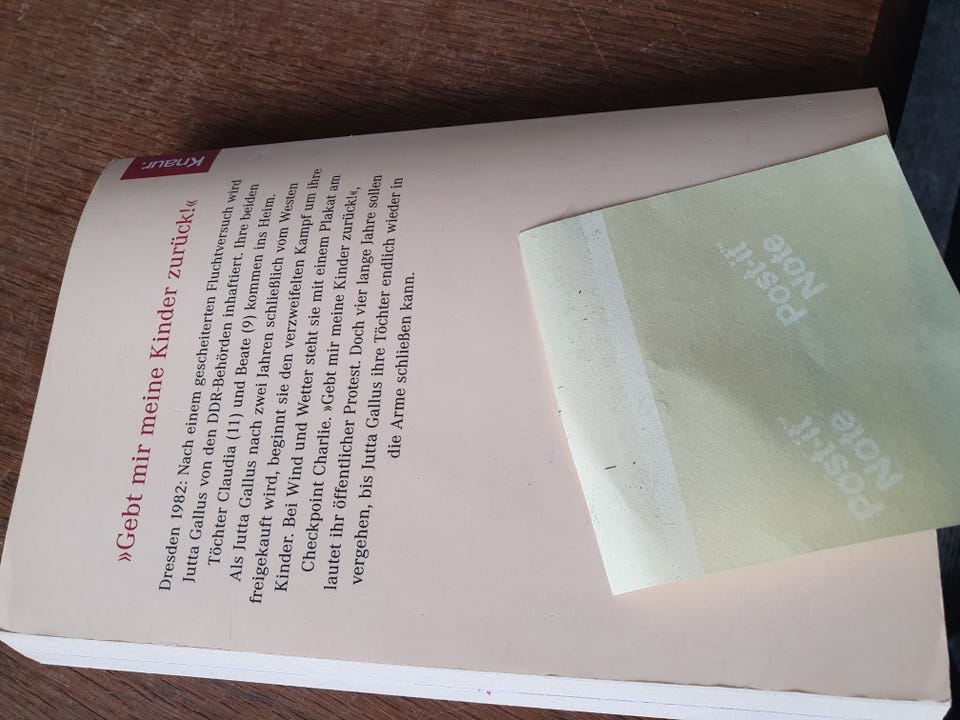 Knaur.
»Gebt mir meine Kinder zurück!«
Dresden 1982: Nach einem gescheiterten Fluchtversuch wird
Jutta Gallus von den DDR-Behörden inhaftiert. Ihre beiden
Töchter Claudia (11) und Beate (9) kommen ins Heim.
Als Jutta Gallus nach zwei Jahren schließlich vom Westen
freigekauft wird, beginnt sie den verzweifelten Kampf um ihre
Kinder. Bei Wind und Wetter steht sie mit einem Plakat am
Checkpoint Charlie. »Gebt mir meine Kinder zurück!«,
lautet ihr öffentlicher Protest. Doch vier lange Jahre sollen
vergehen, bis Jutta Gallus ihre Töchter endlich wieder in
die Arme schließen kann.
Post-it™
Note
Post-it™
Note